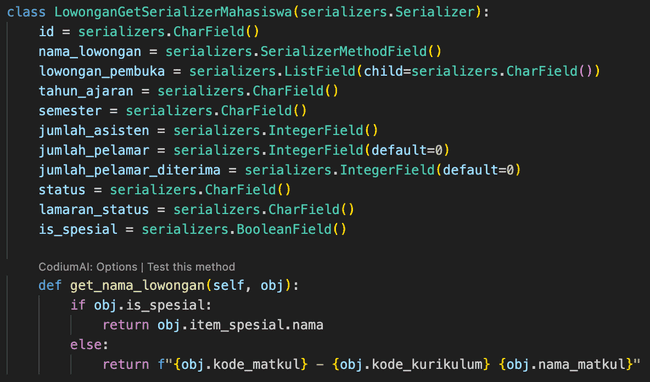 class LowonganGetSerializerMahasiswa(serializers.Serializer):
    id = serializers.CharField()
    nama_lowongan = serializers.SerializerMethodField()
    lowongan_pembuka = serializers.ListField(child=serializers.CharField())
    tahun_ajaran = serializers.CharField()
    semester = serializers.CharField()
    jumlah_asisten = serializers.IntegerField()
    jumlah_pelamar = serializers.IntegerField(default=0)
    jumlah_pelamar_diterima = serializers.IntegerField(default=0)
    status = serializers.CharField()
    lamaran_status = serializers.CharField()
    is_spesial = serializers.BooleanField()
    CodiumAI: Options | Test this method
    def get_nama_lowongan(self, obj):
        if obj.is_spesial:
            return obj.item_spesial.nama
        else:
            return f"{obj.kode_matkul} - {obj.kode_kurikulum} {obj.nama_matkul}"